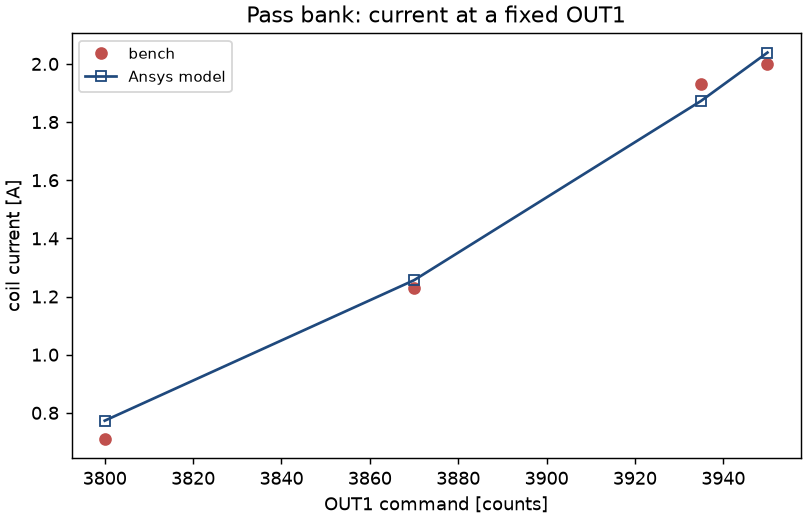 Pass bank: current at a fixed OUT1
bench
Ansys model
coil current [A]
2.0
1.8
1.6
1.4
1.2
1.0
0.8
3800 3820 3840 3860 3880 3900 3920 3940
OUT1 command [counts]